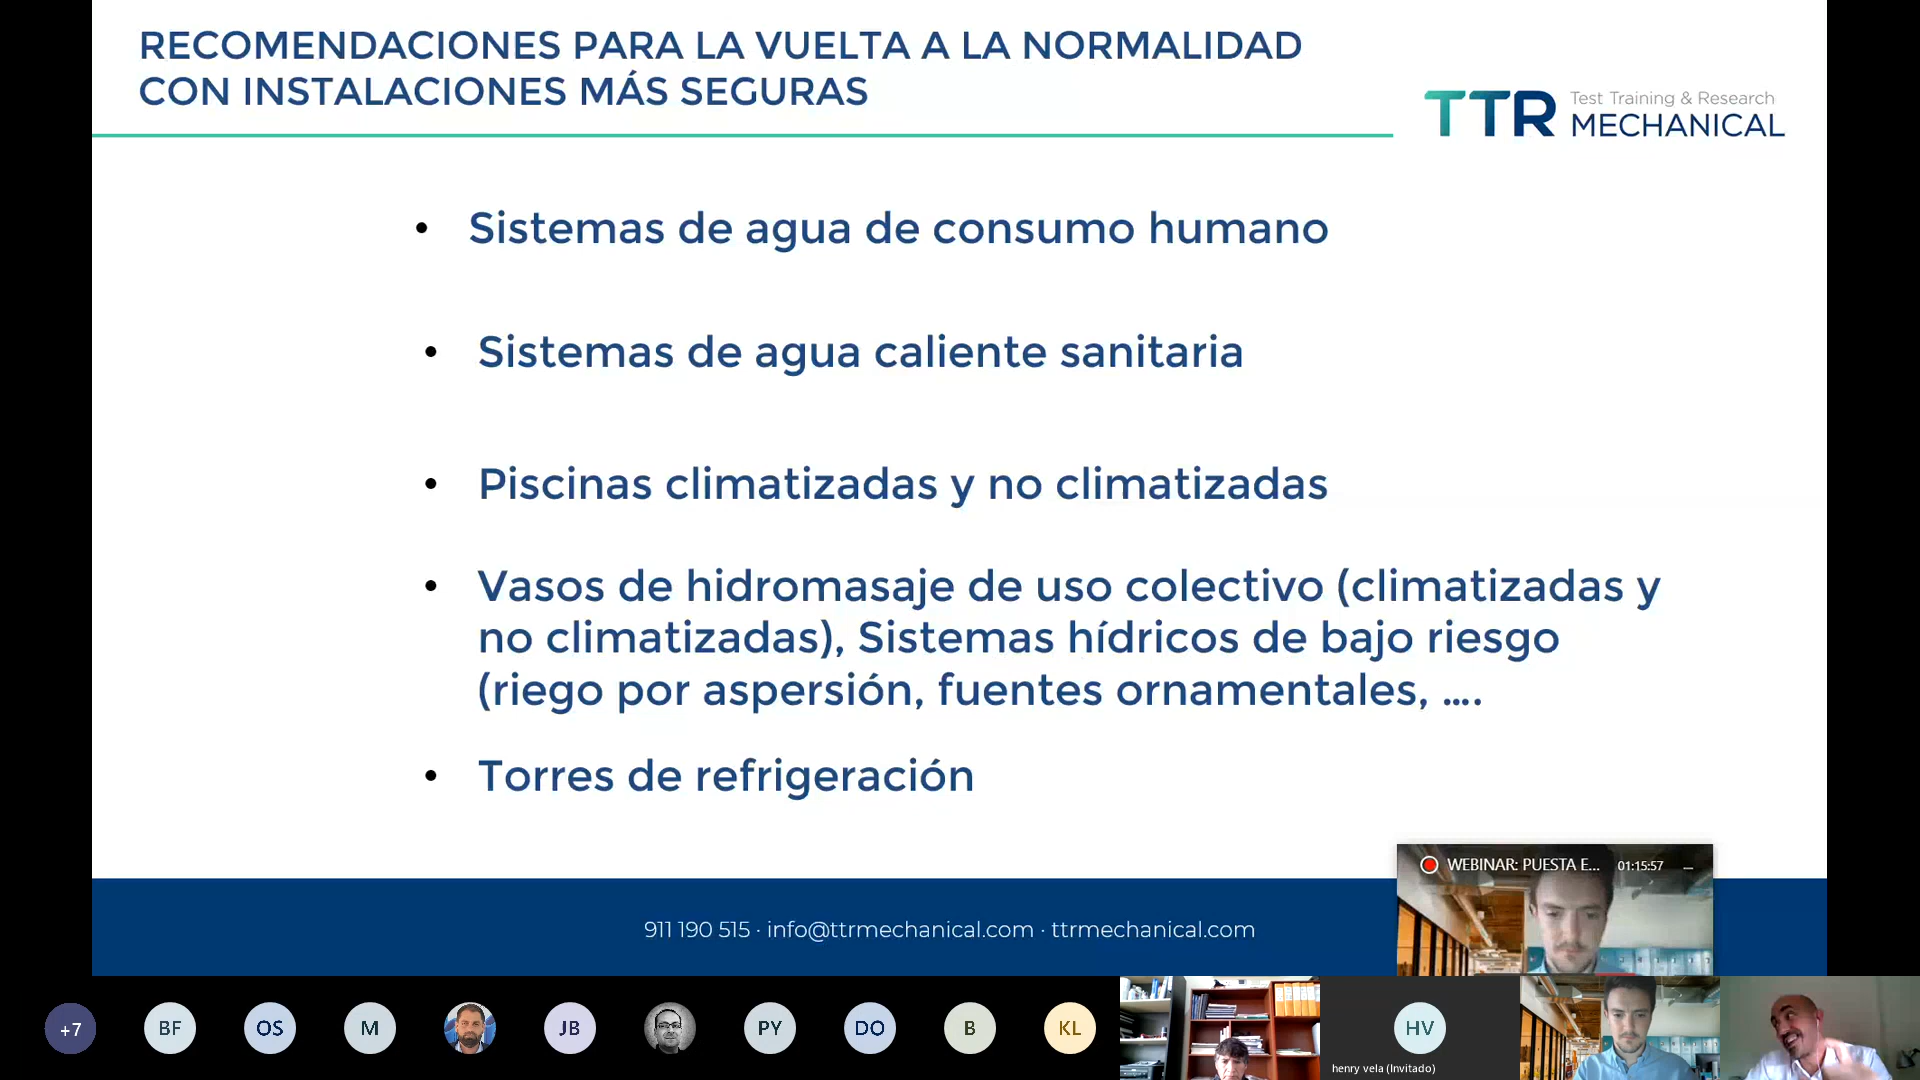 RECOMENDACIONES PARA LA VUELTA A LA NORMALIDAD
CON INSTALACIONES MÁS SEGURAS
TTR Test Training & Research
MECHANICAL
• Sistemas de agua de consumo humano
• Sistemas de agua caliente sanitaria
• Piscinas climatizadas y no climatizadas
• Vasos de hidromasaje de uso colectivo (climatizadas y
no climatizadas), Sistemas hídricos de bajo riesgo
(riego por aspersión, fuentes ornamentales, ....
• Torres de refrigeración
WEBINAR: PUESTA E... 01:15:57
911 190 515 · info@ttrmechanical.com · ttrmechanical.com
+7 BF OS M JB PY DO B KL HV
henry vela (Invitado)